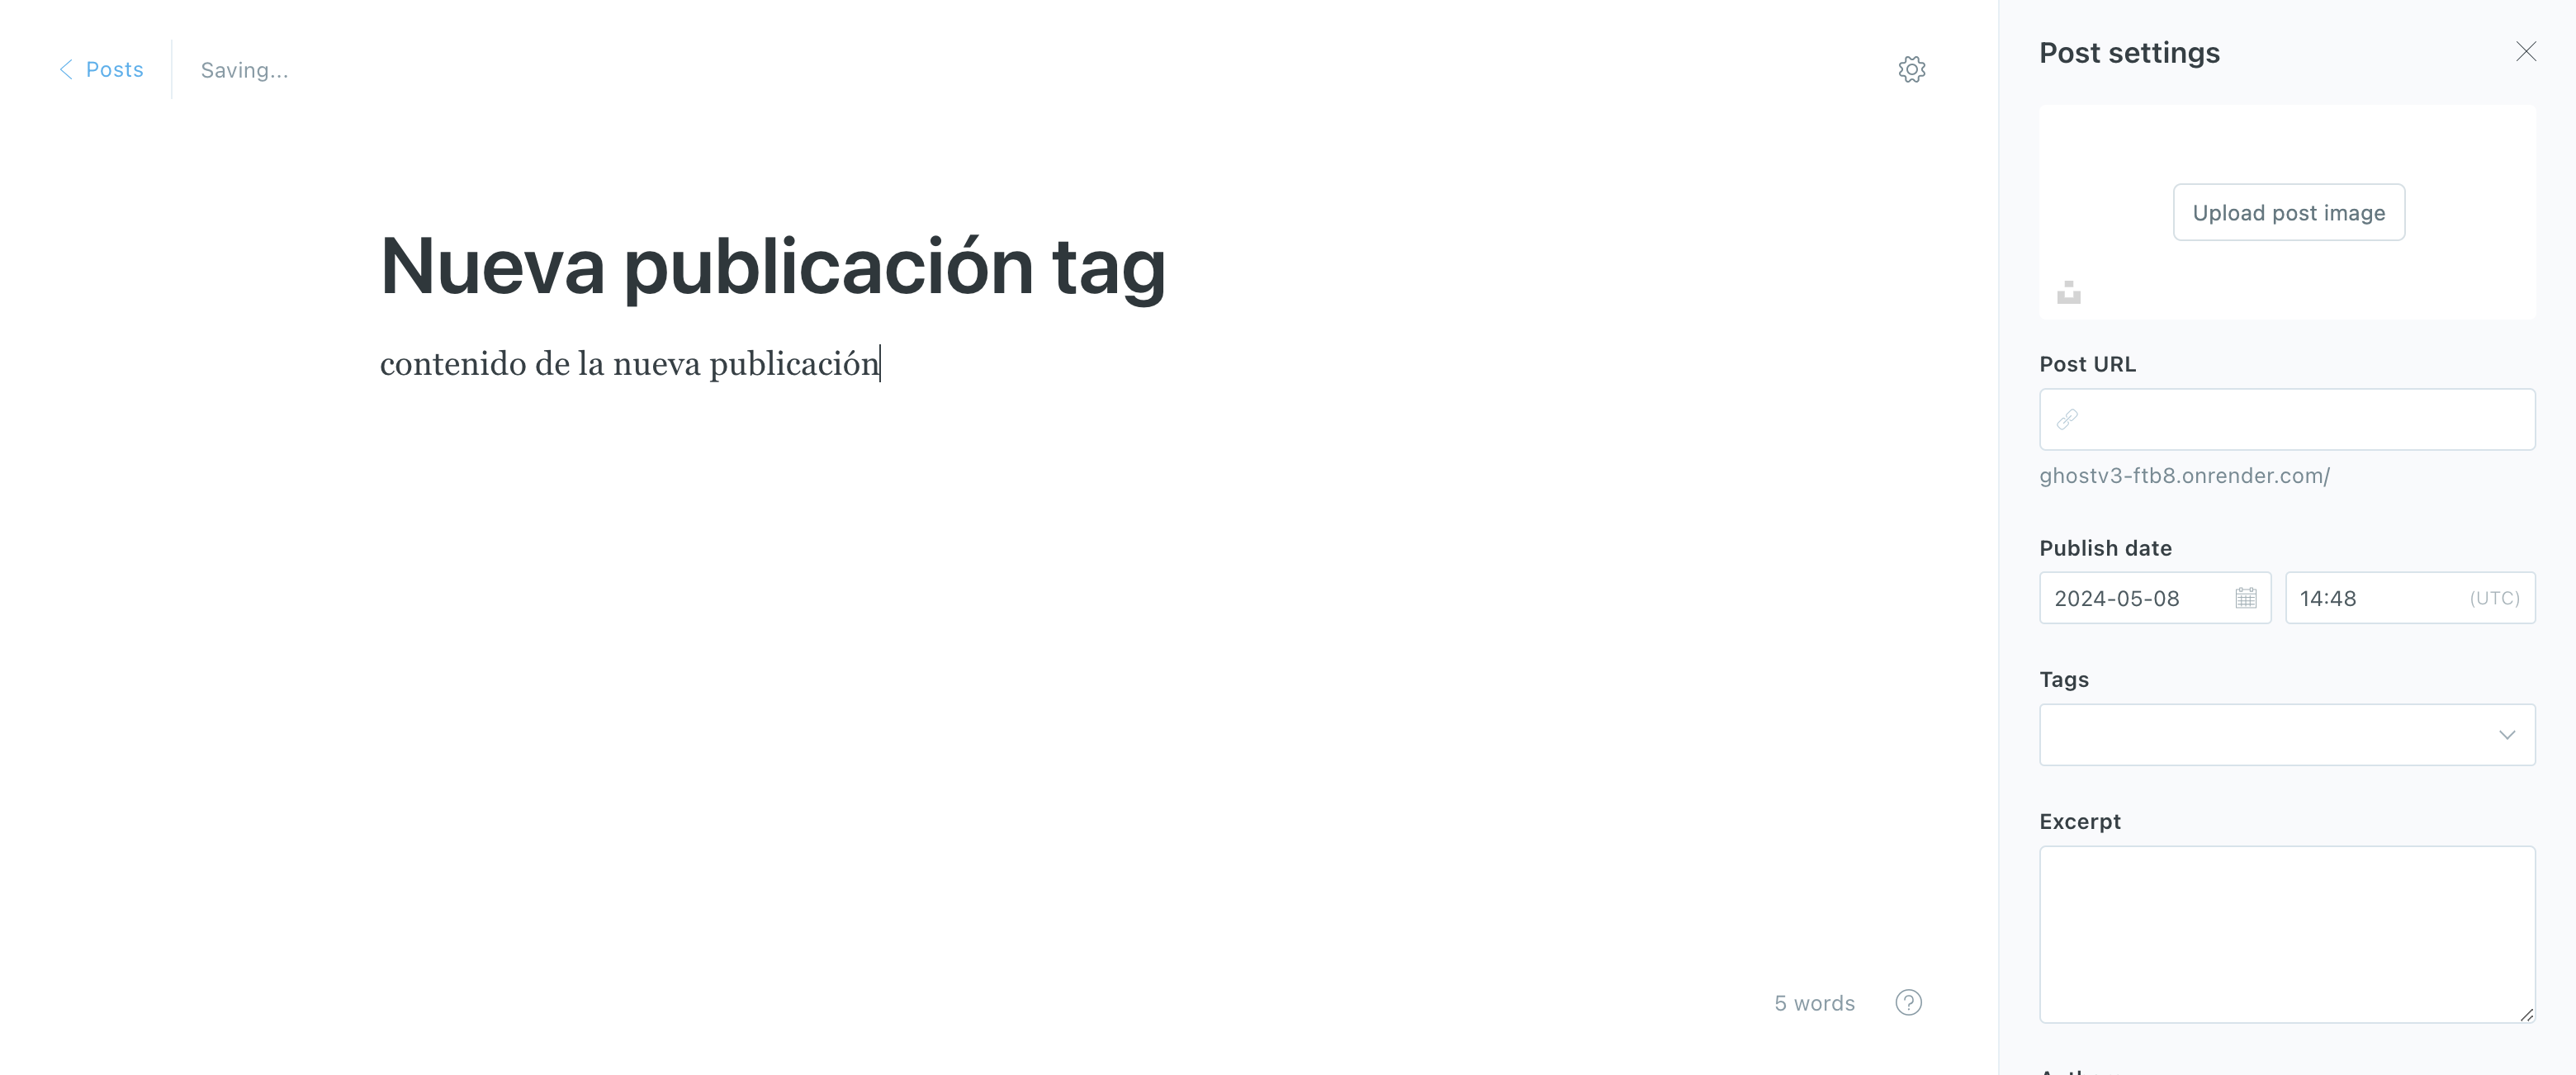 Posts
Saving...
Nueva publicación tag
contenido de la nueva publicación
5 words
?
Post settings
Upload post image
Post URL
ghostv3-ftb8.onrender.com/
Publish date
2024-05-08
14:48 (UTC)
Tags
Excerpt